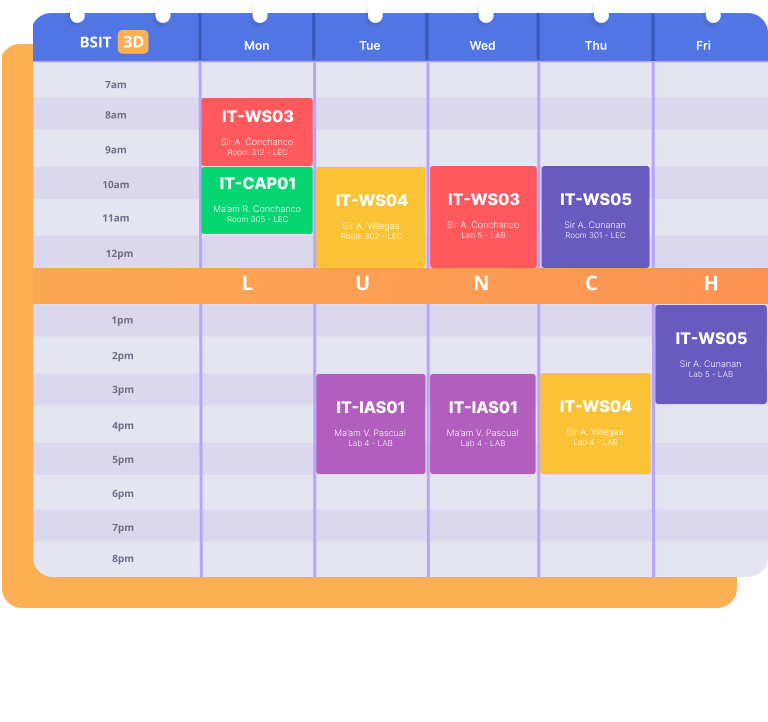 BSIT 3D Mon Tue Wed Thu Fri
7am
8am
IT-WS03
Sir A. Conchanco
Room 312 - LEC
9am
10am
IT-CAP01
Ma'am R. Conchanco
Room 305 - LEC
IT-WS04
Sir A. Villegas
Room 302 - LEC
IT-WS03
Sir A. Conchanco
Lab 5 - LAB
IT-WS05
Sir A. Cunanan
Room 301 - LEC
11am
12pm
L U N C H
1pm
IT-WS05
Sir A. Cunanan
Lab 5 - LAB
2pm
3pm
IT-IAS01
Ma'am V. Pascual
Lab 4 - LAB
IT-IAS01
Ma'am V. Pascual
Lab 4 - LAB
IT-WS04
Sir A. Villegas
Lab 4 - LAB
4pm
5pm
6pm
7pm
8pm